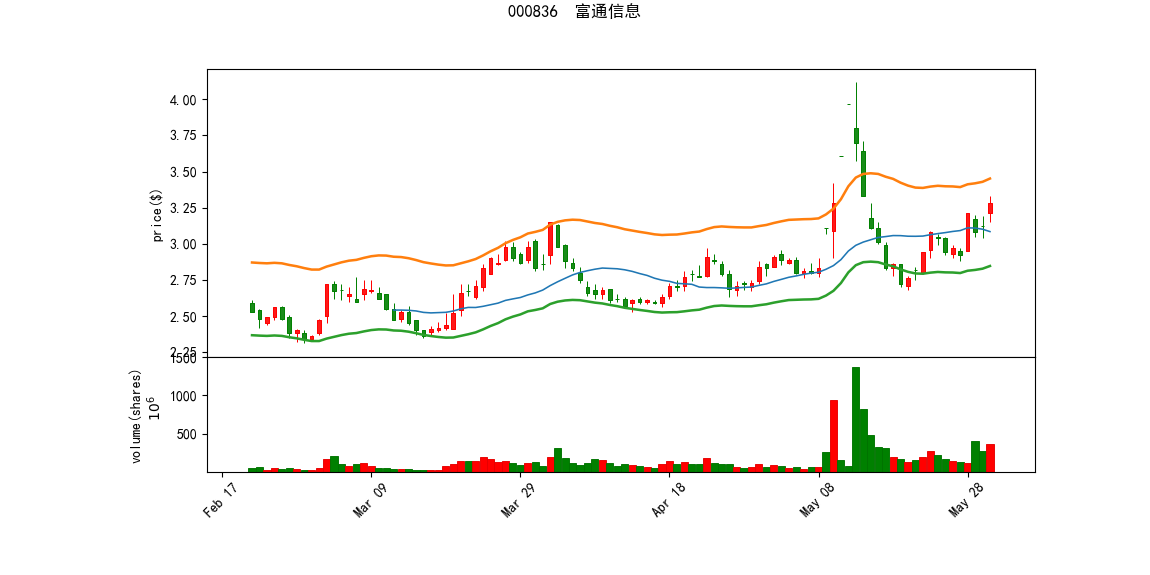 000836 富通信息
price($)
4.00
3.75
3.50
3.25
3.00
2.75
2.50
2.25
volume(shares)
10^6
1500
1000
500
Feb 17
Mar 09
Mar 29
Apr 18
May 08
May 28